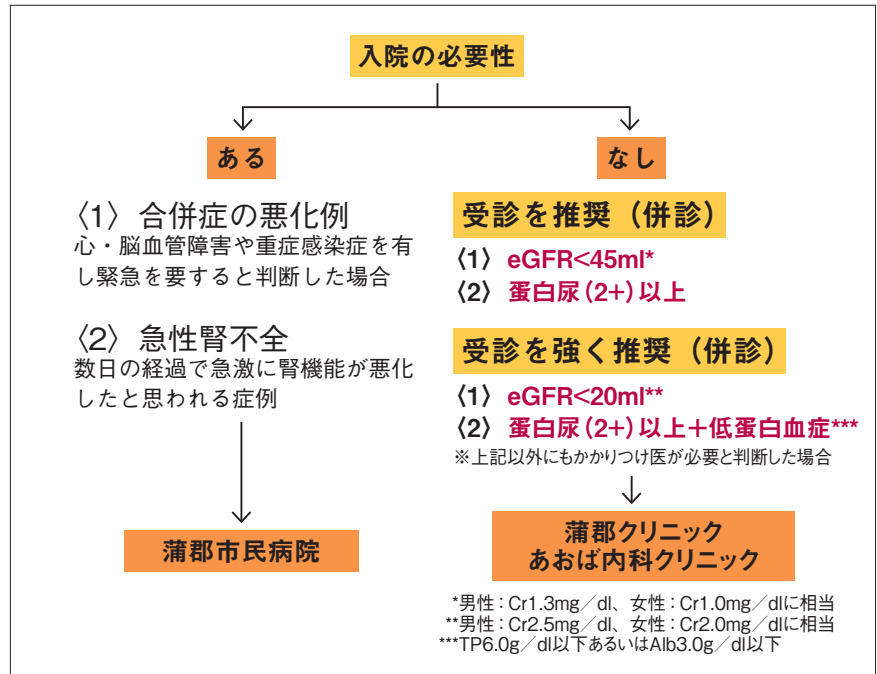 入院の必要性
ある
〈1〉 合併症の悪化例
心・脳血管障害や重症感染症を有
し緊急を要すると判断した場合
〈2〉 急性腎不全
数日の経過で急激に腎機能が悪化
したと思われる症例
蒲郡市民病院
なし
受診を推奨（併診）
〈1〉 eGFR<45ml*
〈2〉 蛋白尿（2+）以上
受診を強く推奨（併診）
〈1〉 eGFR<20ml**
〈2〉 蛋白尿（2+）以上＋低蛋白血症***
※上記以外にもかかりつけ医が必要と判断した場合
蒲郡クリニック
あおば内科クリニック
*男性：Cr1.3mg／dl、女性：Cr1.0mg／dlに相当
**男性：Cr2.5mg／dl、女性：Cr2.0mg／dlに相当
***TP6.0g／dl以下あるいはAlb3.0g／dl以下